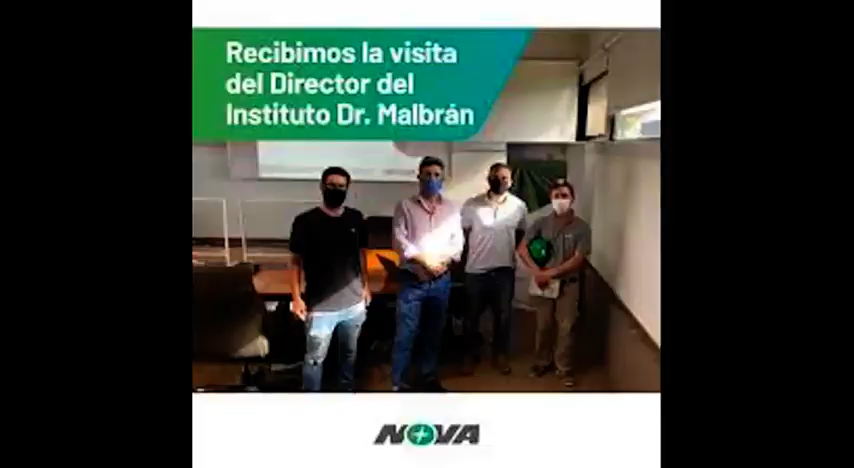 Recibimos la visita
del Director del
Instituto Dr. Malbrán
NOVA